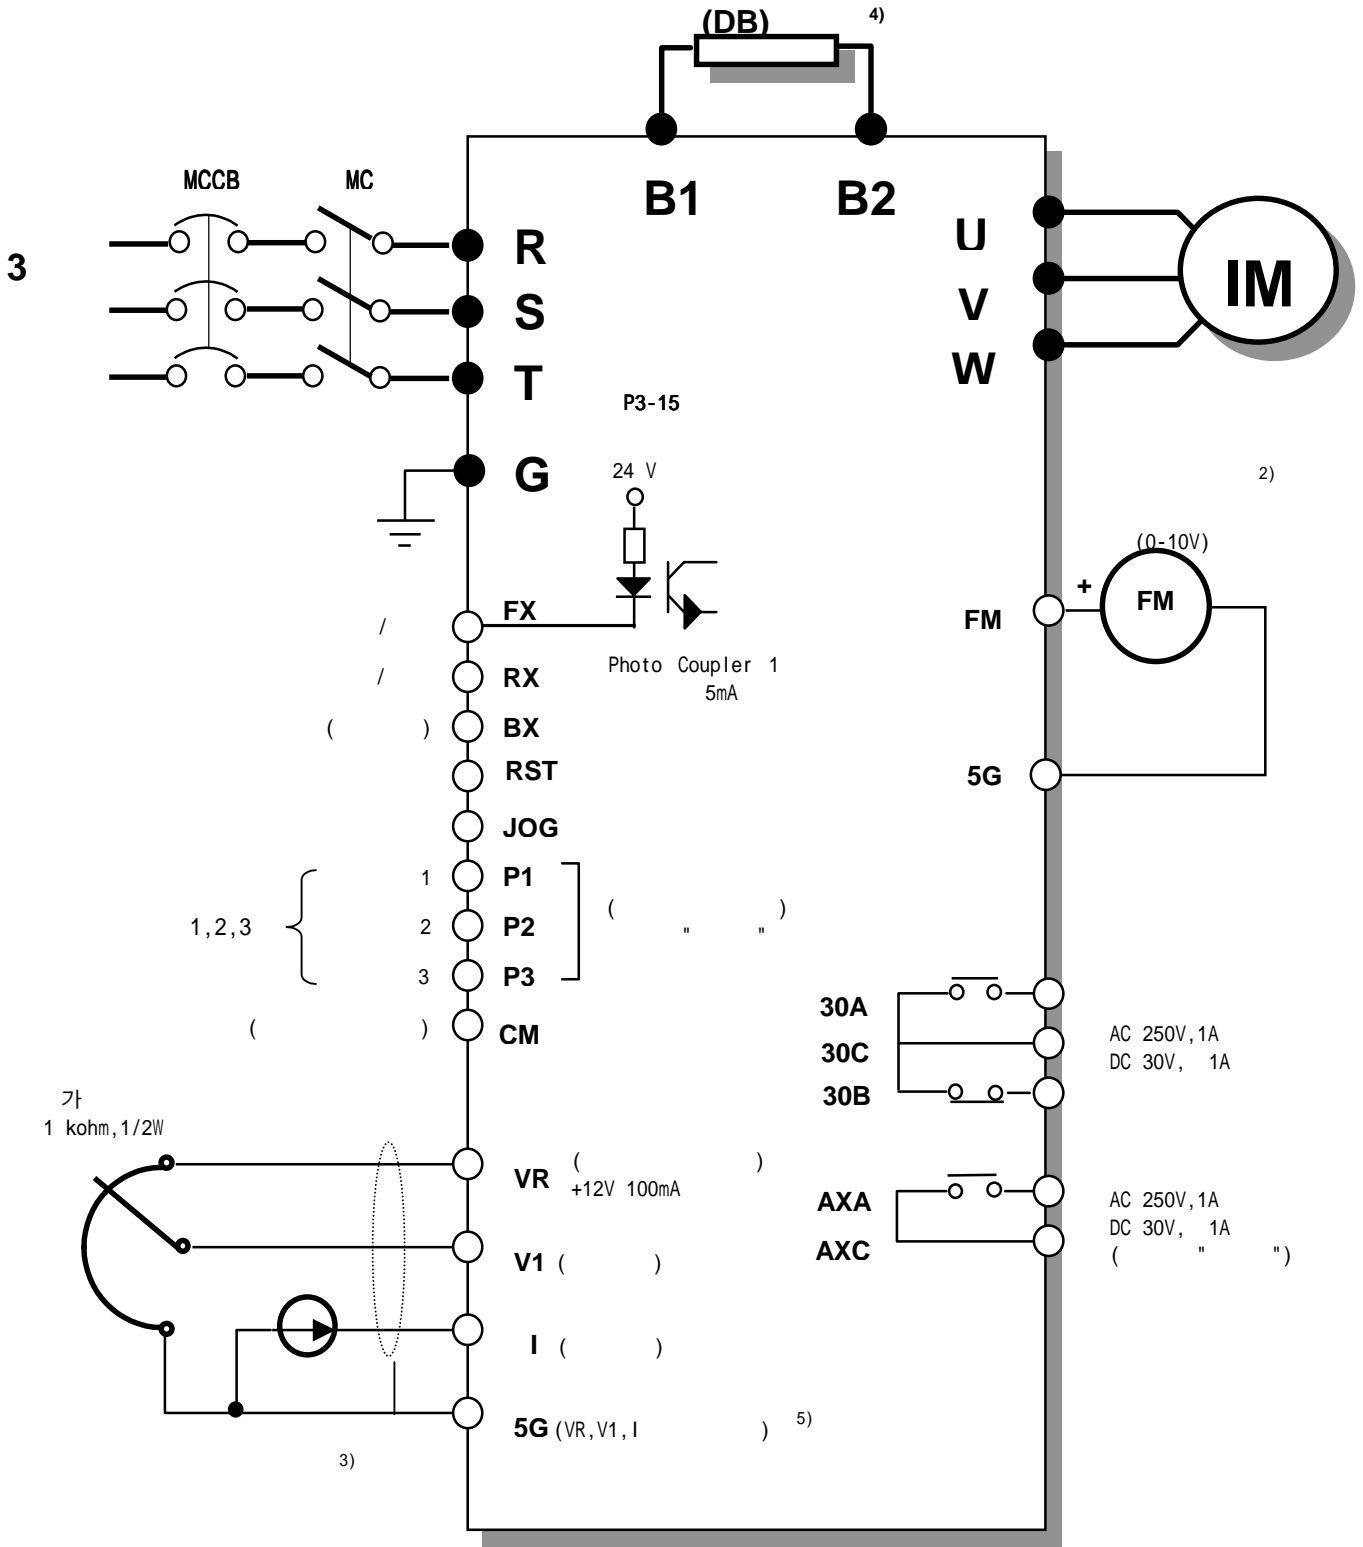 (DB) 4)
B1 B2
MCCB MC
3
R
S
T
G
U
V
W
IM
P3-15
24 V
2)
(0-10V)
+ FM
FM
FX
/
Photo Coupler 1
5mA
/ RX
( ) BX
RST
5G
JOG
1 P1
1,2,3 2 P2
( )
" "
3 P3
( ) CM
30A
30C
30B
AC 250V,1A
DC 30V, 1A
가
1 kohm,1/2W
VR ( )
+12V 100mA
AXA
AXC
AC 250V,1A
DC 30V, 1A
( " ")
V1 ( )
I ( )
5G (VR,V1,I ) 5)
3)